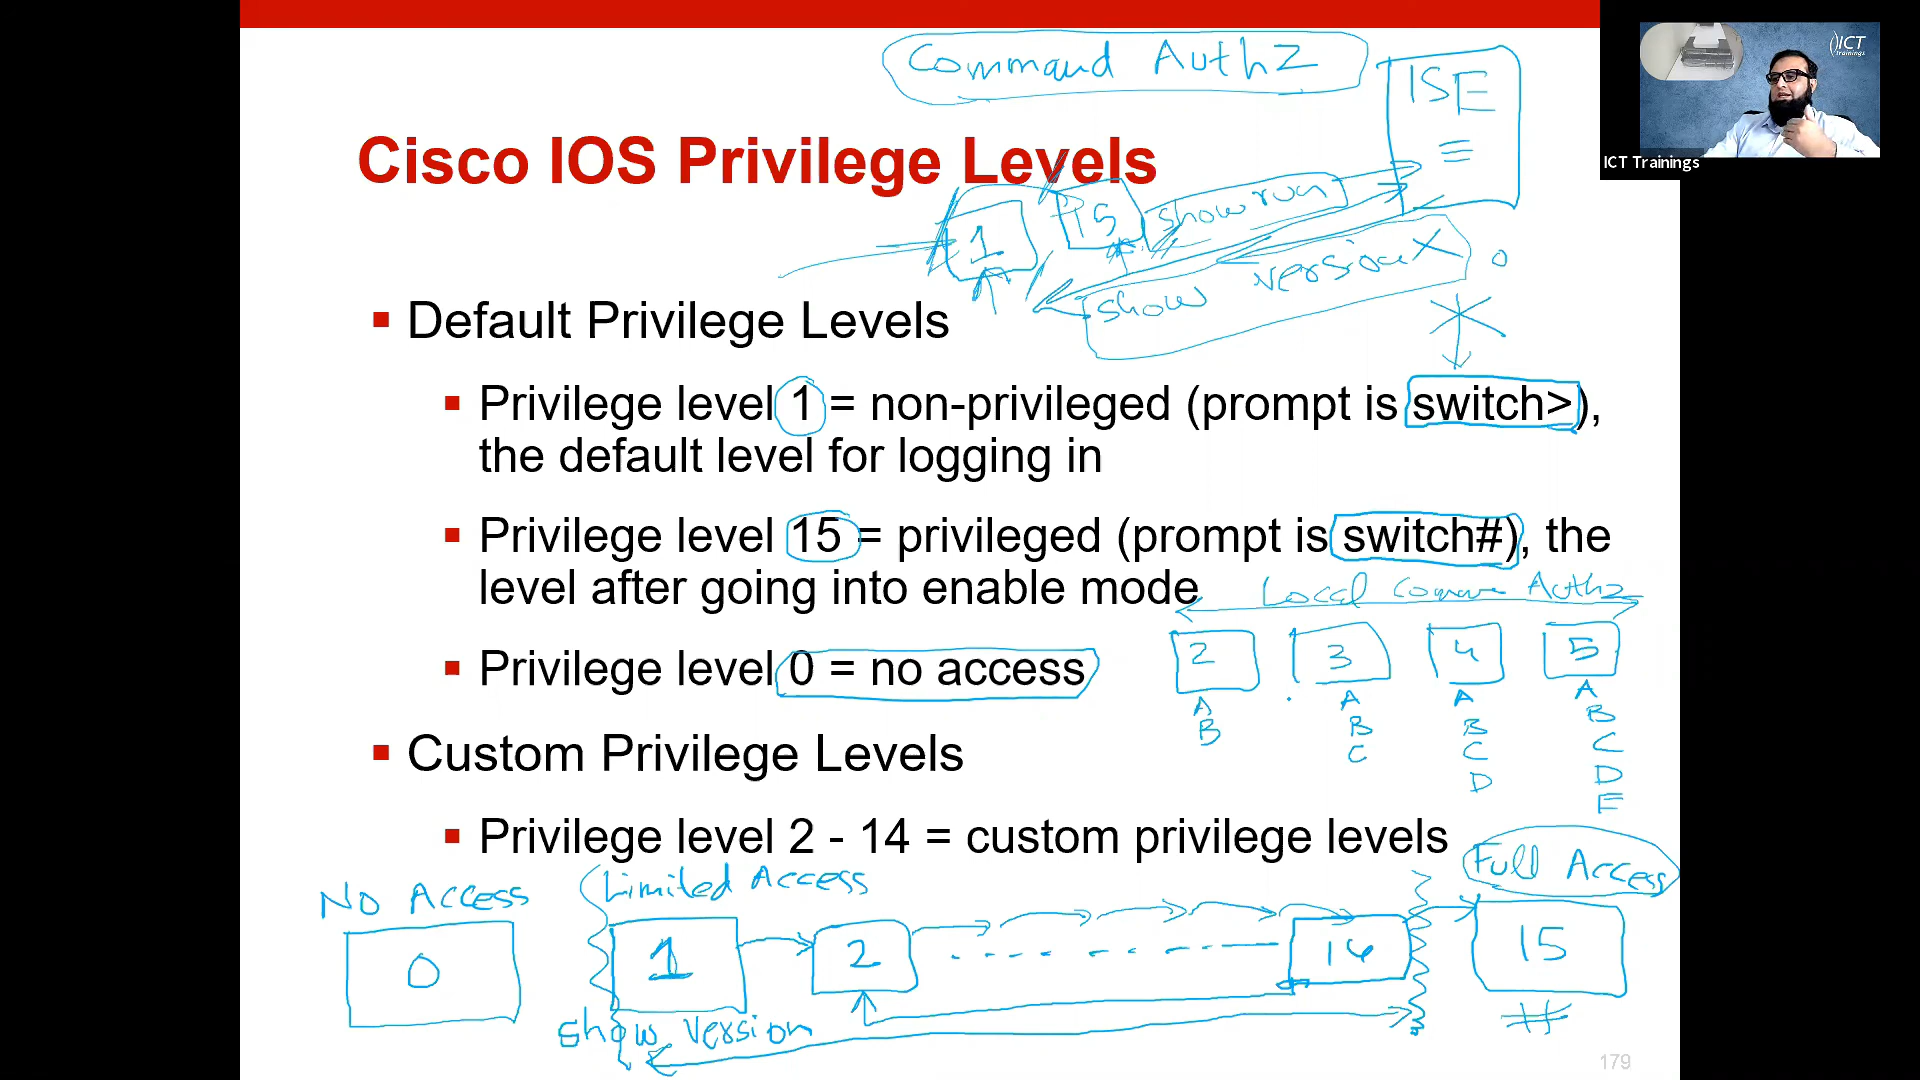 Command AuthZ
ISE
ICT
trainings
ICT Trainings
Cisco IOS Privilege Levels
1
15
show run
show version X
Default Privilege Levels
Privilege level 1 = non-privileged (prompt is switch>),
the default level for logging in
Privilege level 15 = privileged (prompt is switch#), the
level after going into enable mode
Local Comman AuthZ
2 3 4 5
Privilege level 0 = no access
A A A A
B B B B
C C C
D D
E
Custom Privilege Levels
Privilege level 2 - 14 = custom privilege levels
No Access
Limited Access
Full Access
0 1 2 14 15
show version
#
179